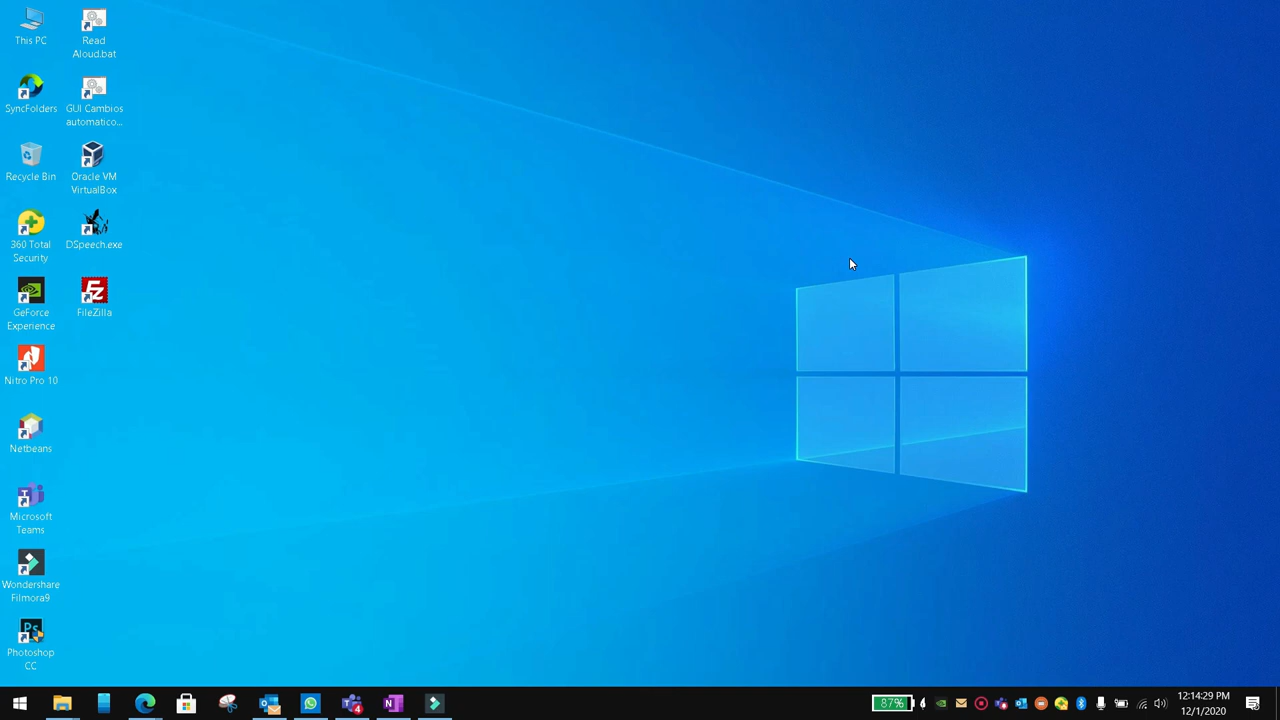 This PC
Read
Aloud.bat
SyncFolders
GUI Cambios
automatico...
Recycle Bin
Oracle VM
VirtualBox
360 Total
Security
DSpeech.exe
GeForce
Experience
FileZilla
Nitro Pro 10
Netbeans
Microsoft
Teams
Wondershare
Filmora9
Ps
Photoshop
CC
4
N
87%
12:14:29 PM
12/1/2020